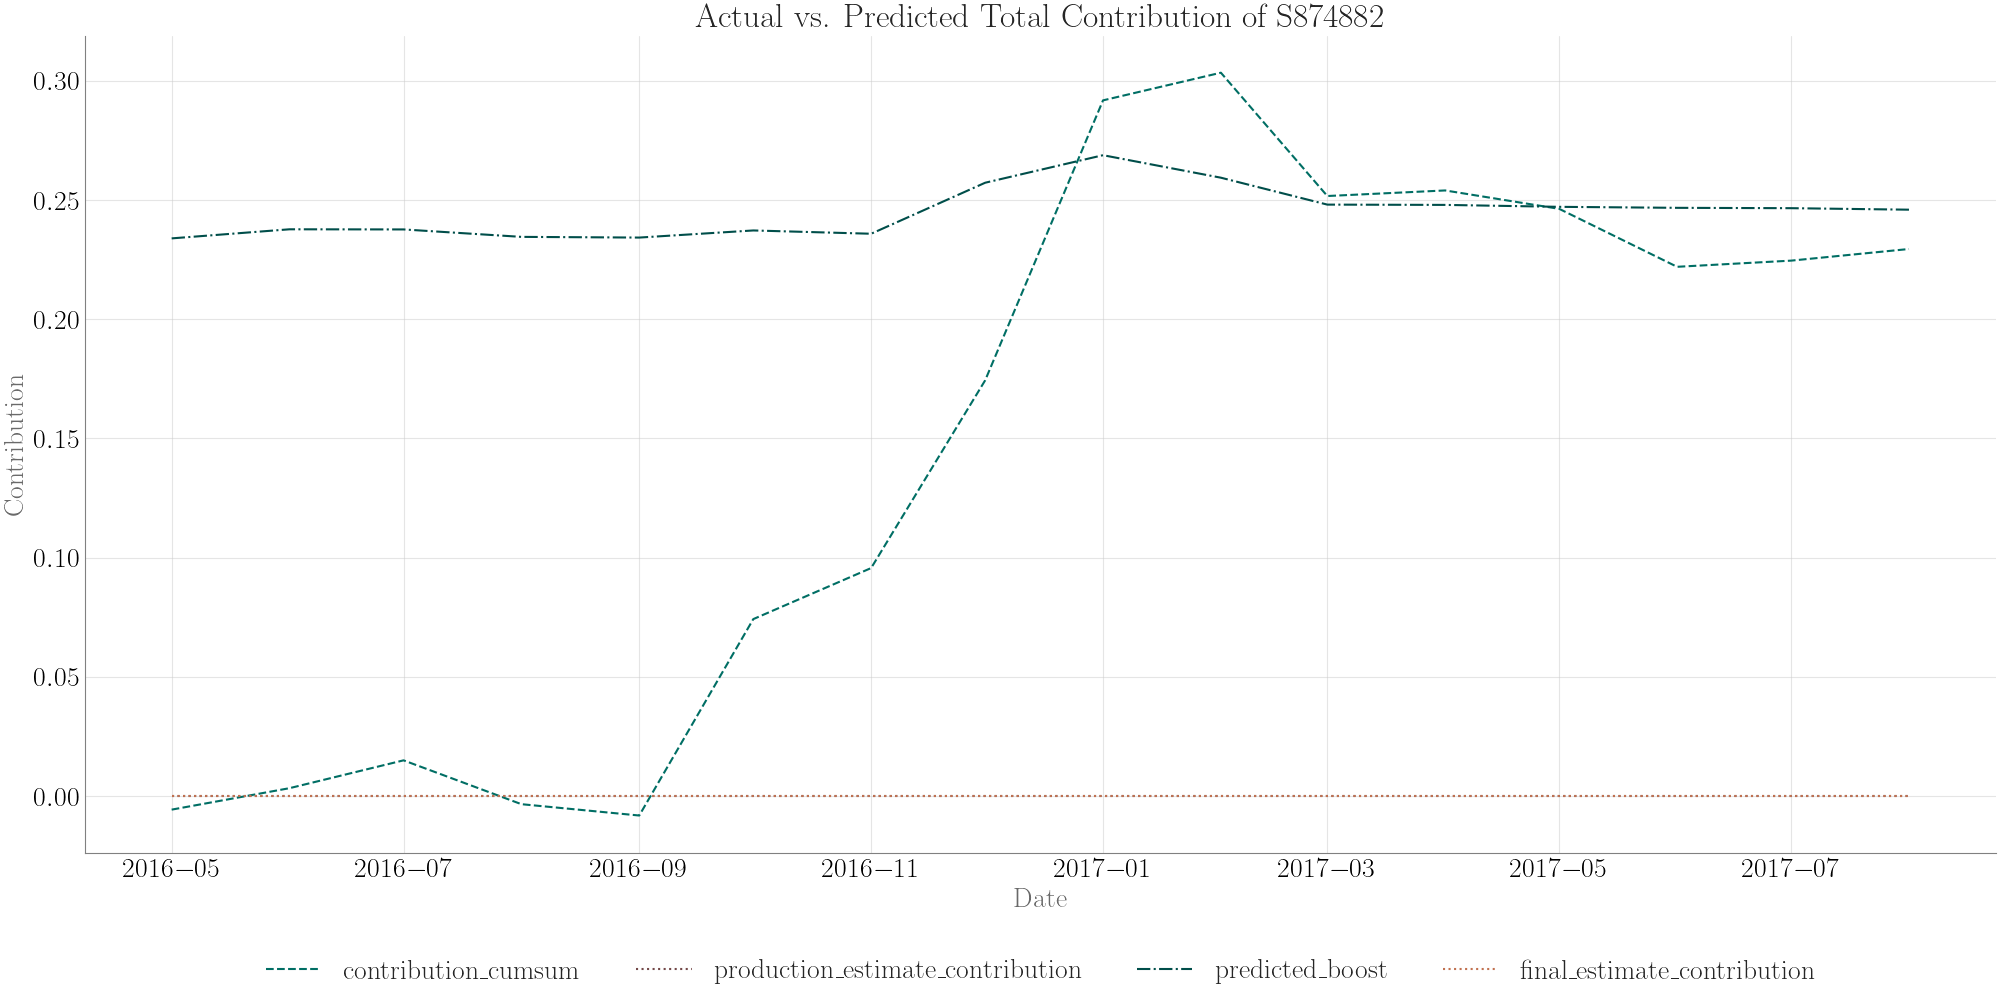 Actual vs. Predicted Total Contribution of S874882
0.30
0.25
0.20
0.15
0.10
0.05
0.00
Contribution
2016–05 2016–07 2016–09 2016–11 2017–01 2017–03 2017–05 2017–07
Date
contribution_cumsum production_estimate_contribution predicted_boost final_estimate_contribution